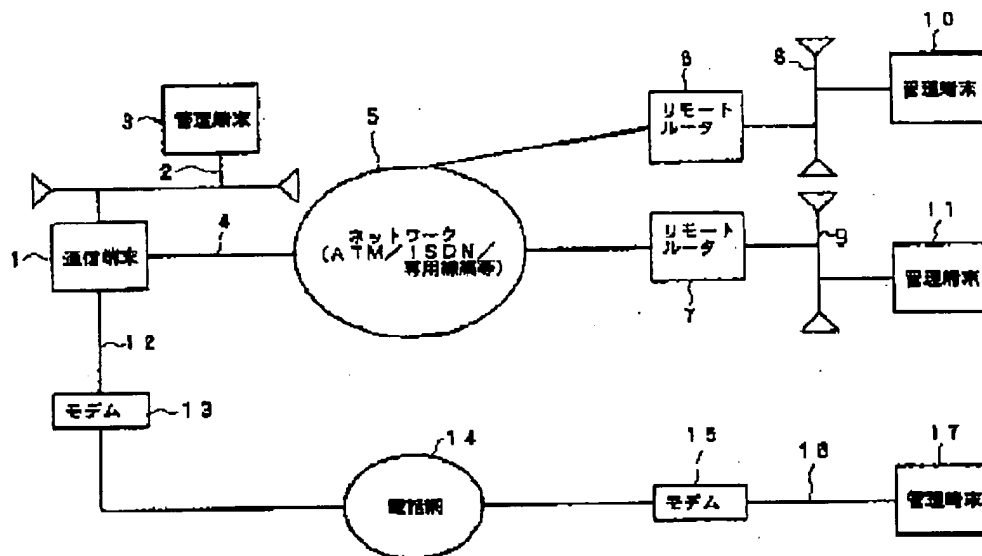 10
6
8
管理端末
リモート
ルータ
3
管理端末
5
2
11
4
ネットワーク
(ATM/ISDN/
専用線網等)
リモート
ルータ
9
管理端末
1
通信端末
7
12
モデム
13
14
15
16
17
電話網
モデム
管理端末